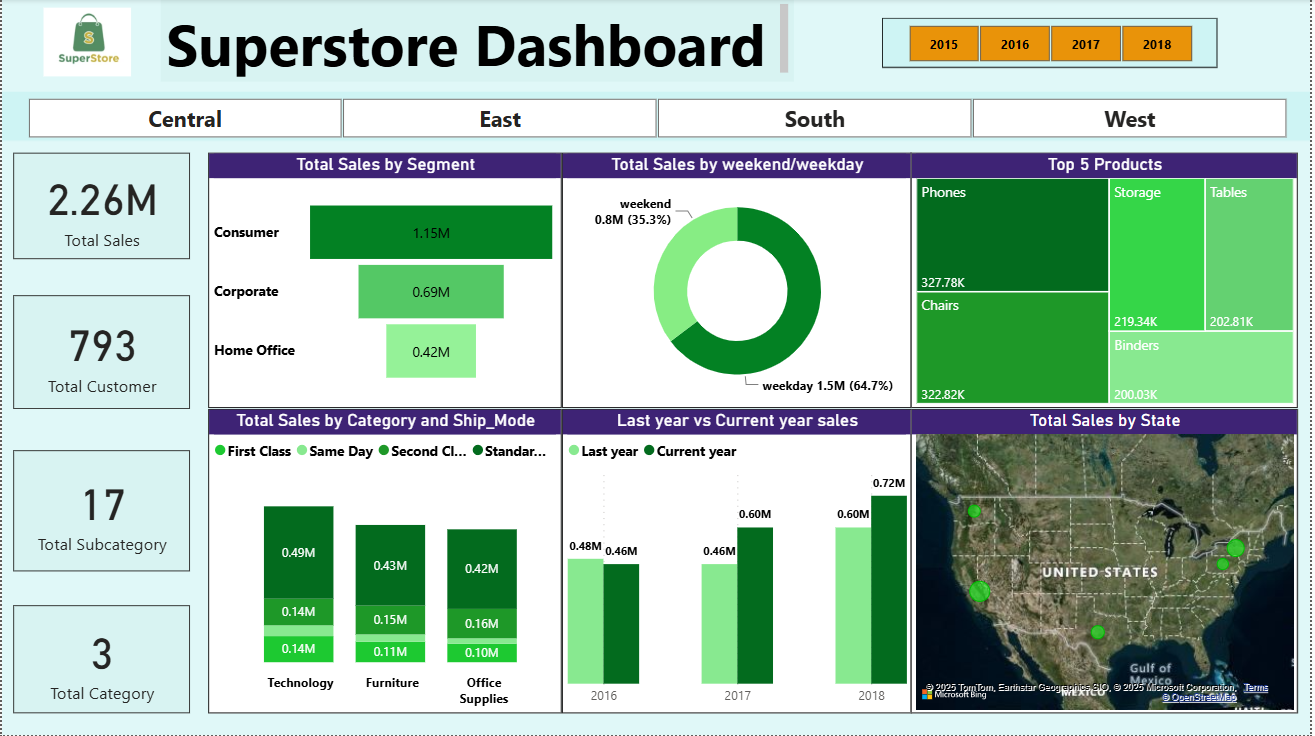 SuperStore
Superstore Dashboard
2015
2016
2017
2018
Central
East
South
West
2.26M
Total Sales
793
Total Customer
17
Total Subcategory
3
Total Category
Total Sales by Segment
Consumer
1.15M
Corporate
0.69M
Home Office
0.42M
Total Sales by weekend/weekday
weekend
0.8M (35.3%)
weekday 1.5M (64.7%)
Top 5 Products
Phones
327.78K
Chairs
322.82K
Storage
219.34K
Tables
202.81K
Binders
200.03K
Total Sales by Category and Ship_Mode
First Class
Same Day
Second Cl...
Standar...
0.49M
0.14M
0.14M
Technology
0.43M
0.15M
0.11M
Furniture
0.42M
0.16M
0.10M
Office
Supplies
Last year vs Current year sales
Last year
Current year
0.48M
0.46M
2016
0.46M
0.60M
2017
0.60M
0.72M
2018
Total Sales by State
UNITED STATES
Gulf of
Mexico
MEXICO
© 2025 TomTom, Earthstar Geographics SIO, © 2025 Microsoft Corporation, Terms
© OpenStreetMap
Microsoft Bing